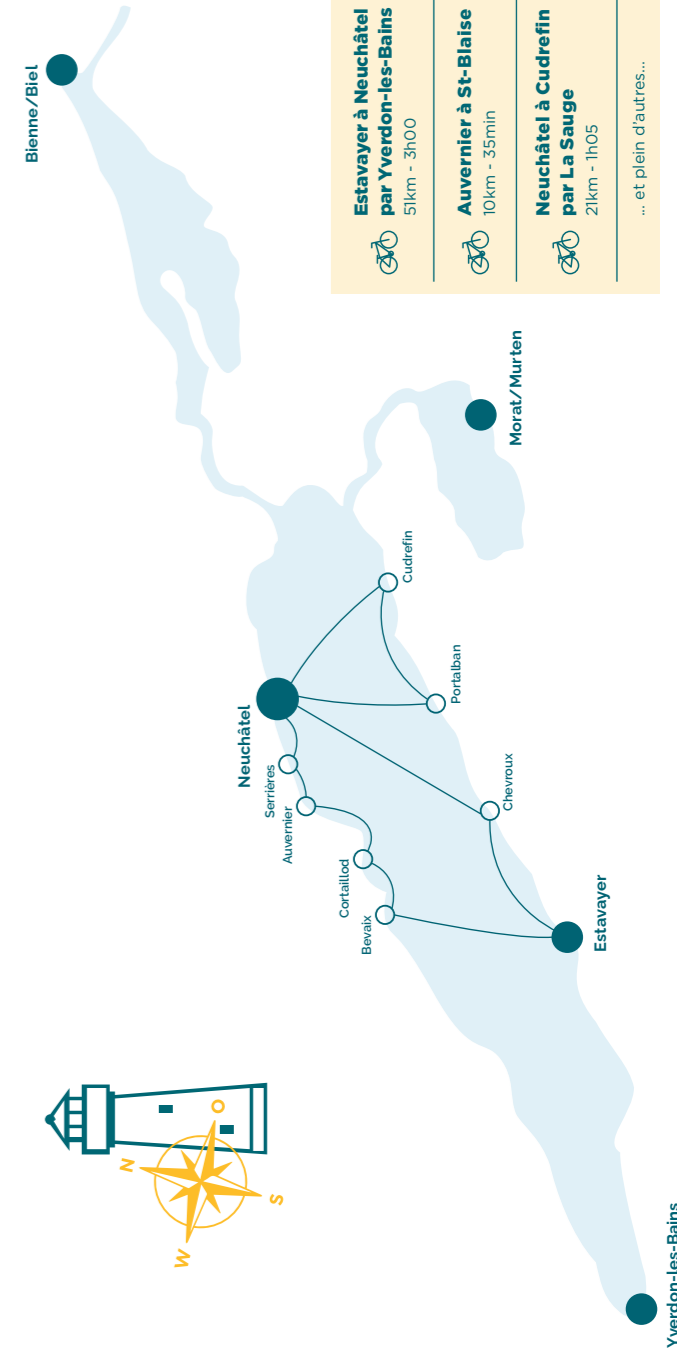 Bienne/Biel
Morat/Murten
Cudrefin
Portalban
Neuchâtel
Serrières
Auvernier
Chevroux
Cortaillod
Bevaix
Estavayer
Yverdon-les-Bains
N
O
S
W
Estavayer à Neuchâtel
par Yverdon-les-Bains
51km - 3h00
Auvernier à St-Blaise
10km - 35min
Neuchâtel à Cudrefin
par La Sauge
21km - 1h05
... et plein d'autres...